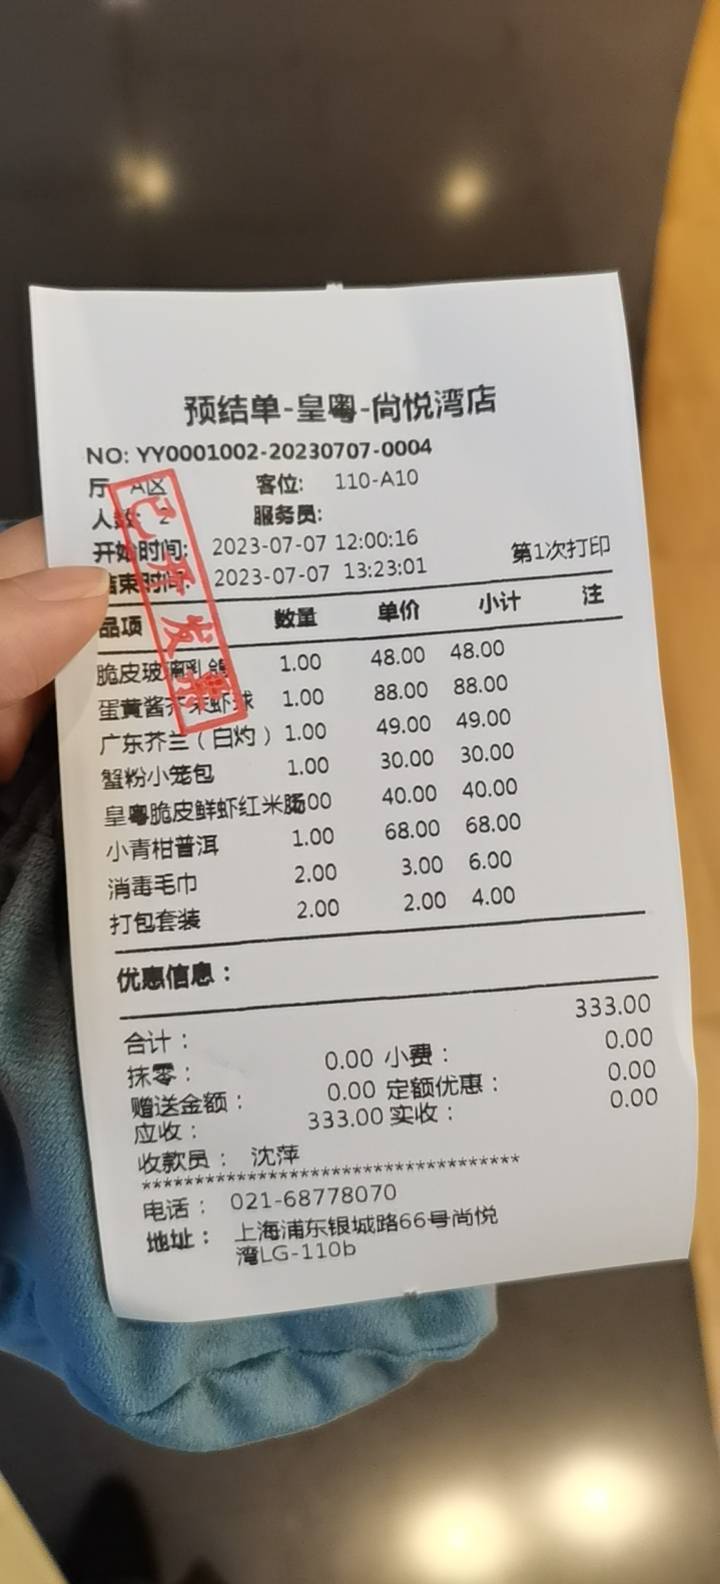 预结单-皇粤-尚悦湾店
NO: YY0001002-20230707-0004
厅 A区 客位: 110-A10
人数: 2 服务员:
开始时间: 2023-07-07 12:00:16
结束时间: 2023-07-07 13:23:01 第1次打印
已开发票
品项 数量 单价 小计 注
脆皮玻璃乳鸽 1.00 48.00 48.00
蛋黄酱芥末虾球 1.00 88.00 88.00
广东芥兰（白灼） 1.00 49.00 49.00
蟹粉小笼包 1.00 30.00 30.00
皇粤脆皮鲜虾红米肠 .00 40.00 40.00
小青柑普洱 1.00 68.00 68.00
消毒毛巾 2.00 3.00 6.00
打包套装 2.00 2.00 4.00
优惠信息：
合计： 333.00
抹零： 0.00 小费： 0.00
赠送金额： 0.00 定额优惠： 0.00
应收： 333.00 实收： 0.00
收款员： 沈萍
***********************************
电话： 021-68778070
地址： 上海浦东银城路66号尚悦
湾LG-110b